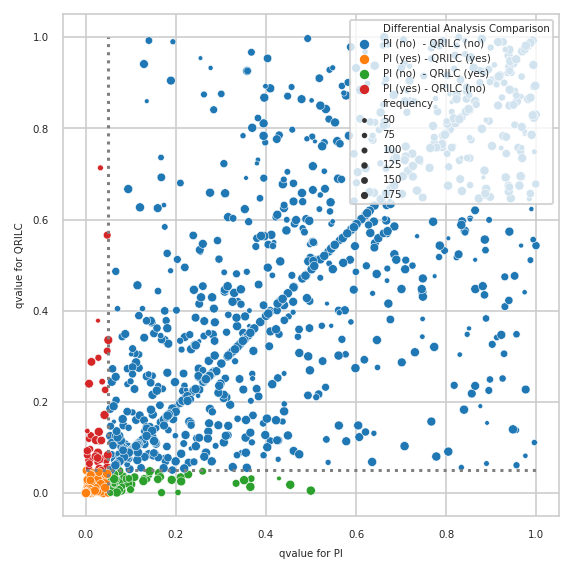 Differential Analysis Comparison
PI (no) - QRILC (no)
PI (yes) - QRILC (yes)
PI (no) - QRILC (yes)
PI (yes) - QRILC (no)
frequency
50
75
100
125
150
175
1.0
0.8
0.6
0.4
0.2
0.0
qvalue for QRILC
0.0 0.2 0.4 0.6 0.8 1.0
qvalue for PI